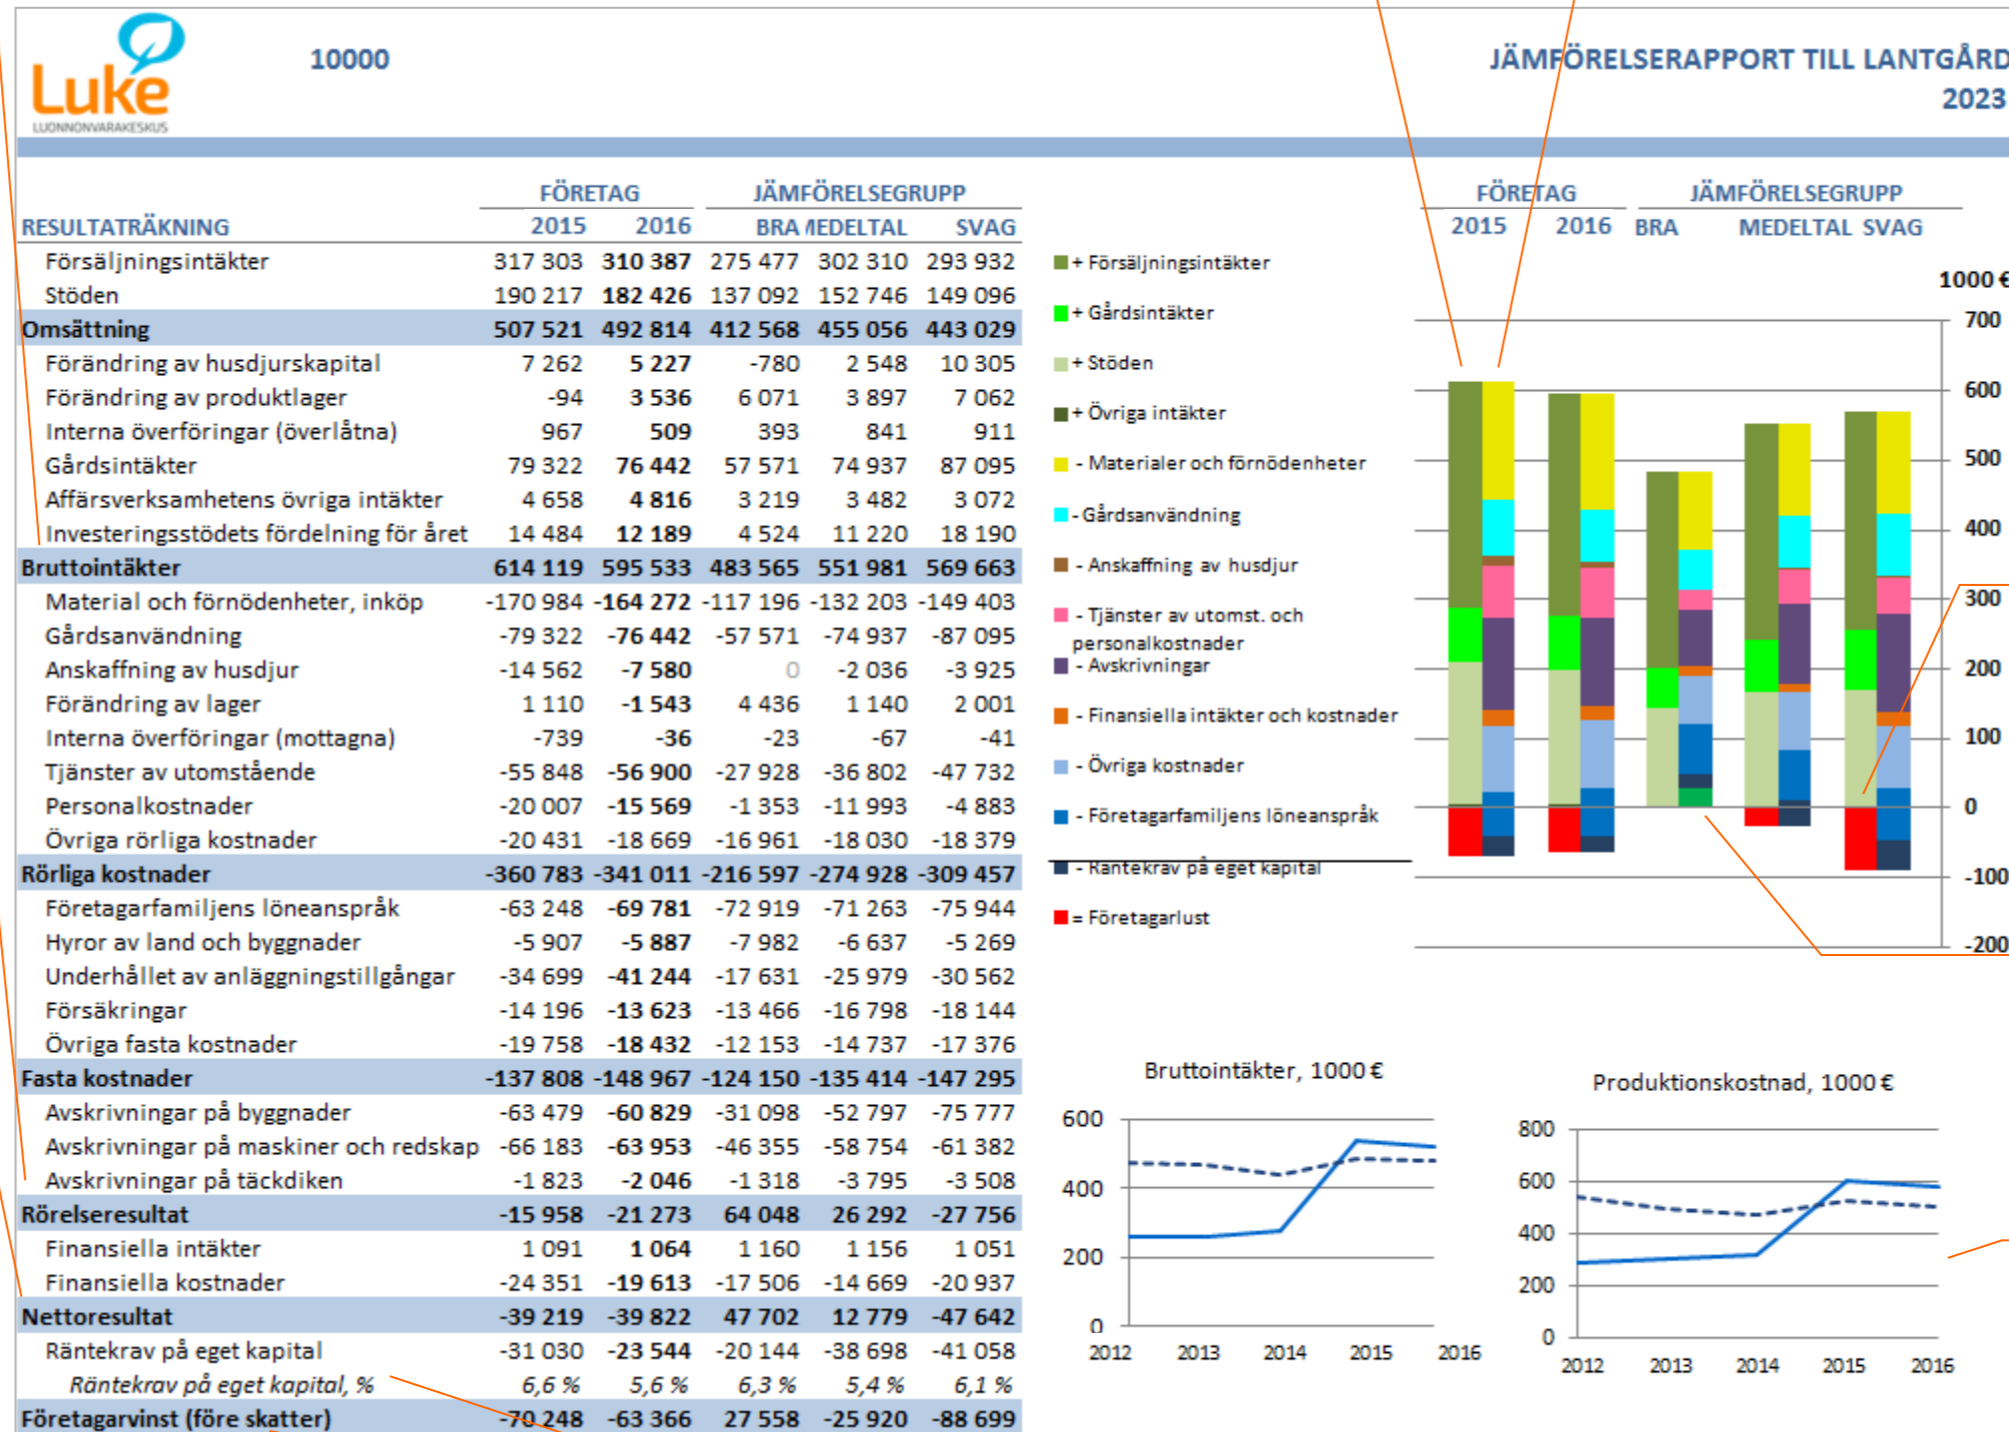 Luke
LUONNONVARAKESKUS
10000
JÄMFÖRELSERAPPORT TILL LANTGÅRD
2023
FÖRETAG JÄMFÖRELSEGRUPP
RESULTATRÄKNING 2015 2016 BRA MEDELTAL SVAG
Försäljningsintäkter 317 303 310 387 275 477 302 310 293 932
Stöden 190 217 182 426 137 092 152 746 149 096
Omsättning 507 521 492 814 412 568 455 056 443 029
Förändring av husdjurskapital 7 262 5 227 -780 2 548 10 305
Förändring av produktlager -94 3 536 6 071 3 897 7 062
Interna överföringar (överlåtna) 967 509 393 841 911
Gårdsintäkter 79 322 76 442 57 571 74 937 87 095
Affärsverksamhetens övriga intäkter 4 658 4 816 3 219 3 482 3 072
Investeringsstödets fördelning för året 14 484 12 189 4 524 11 220 18 190
Bruttointäkter 614 119 595 533 483 565 551 981 569 663
Material och förnödenheter, inköp -170 984 -164 272 -117 196 -132 203 -149 403
Gårdsanvändning -79 322 -76 442 -57 571 -74 937 -87 095
Anskaffning av husdjur -14 562 -7 580 0 -2 036 -3 925
Förändring av lager 1 110 -1 543 4 436 1 140 2 001
Interna överföringar (mottagna) -739 -36 -23 -67 -41
Tjänster av utomstående -55 848 -56 900 -27 928 -36 802 -47 732
Personalkostnader -20 007 -15 569 -1 353 -11 993 -4 883
Övriga rörliga kostnader -20 431 -18 669 -16 961 -18 030 -18 379
Rörliga kostnader -360 783 -341 011 -216 597 -274 928 -309 457
Företagarfamiljens löneanspråk -63 248 -69 781 -72 919 -71 263 -75 944
Hyror av land och byggnader -5 907 -5 887 -7 982 -6 637 -5 269
Underhållet av anläggningstillgångar -34 699 -41 244 -17 631 -25 979 -30 562
Försäkringar -14 196 -13 623 -13 466 -16 798 -18 144
Övriga fasta kostnader -19 758 -18 432 -12 153 -14 737 -17 376
Fasta kostnader -137 808 -148 967 -124 150 -135 414 -147 295
Avskrivningar på byggnader -63 479 -60 829 -31 098 -52 797 -75 777
Avskrivningar på maskiner och redskap -66 183 -63 953 -46 355 -58 754 -61 382
Avskrivningar på täckdiken -1 823 -2 046 -1 318 -3 795 -3 508
Rörelseresultat -15 958 -21 273 64 048 26 292 -27 756
Finansiella intäkter 1 091 1 064 1 160 1 156 1 051
Finansiella kostnader -24 351 -19 613 -17 506 -14 669 -20 937
Nettoresultat -39 219 -39 822 47 702 12 779 -47 642
Räntekrav på eget kapital -31 030 -23 544 -20 144 -38 698 -41 058
Räntekrav på eget kapital, % 6,6 % 5,6 % 6,3 % 5,4 % 6,1 %
Företagarvinst (före skatter) -70 248 -63 366 27 558 -25 920 -88 699
FÖRETAG JÄMFÖRELSEGRUPP
2015 2016 BRA MEDELTAL SVAG
1000 €
+ Försäljningsintäkter
+ Gårdsintäkter
+ Stöden
+ Övriga intäkter
- Materialer och förnödenheter
- Gårdsanvändning
- Anskaffning av husdjur
- Tjänster av utomst. och
personalkostnader
- Avskrivningar
- Finansiella intäkter och kostnader
- Övriga kostnader
- Företagarfamiljens löneanspråk
- Räntekrav på eget kapital
= Företagarlust
700
600
500
400
300
200
100
0
-100
-200
Bruttointäkter, 1000 €
600
400
200
0
2012 2013 2014 2015 2016
Produktionskostnad, 1000 €
800
600
400
200
0
2012 2013 2014 2015 2016